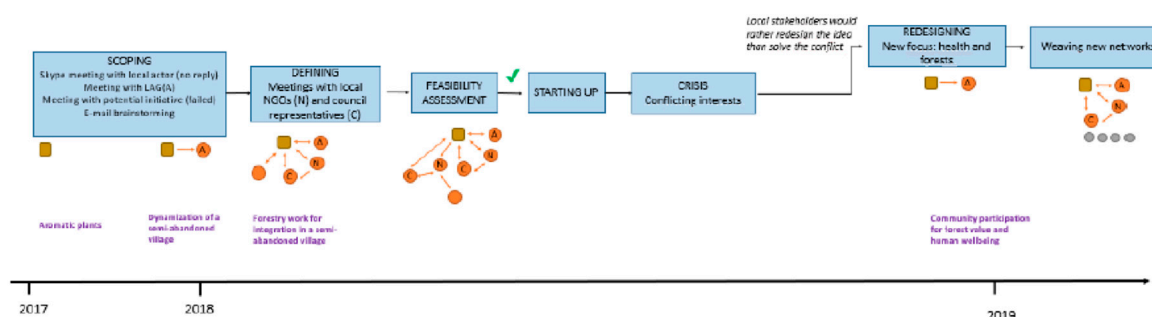 SCOPING
Skype meeting with local actor (no reply)
Meeting with LAG(A)
Meeting with potential initiative (failed)
E-mail brainstorming
DEFINING
Meetings with local
NGOs (N) and council
representatives (C)
FEASIBILITY
ASSESSMENT
STARTING UP
CRISIS
Conflicting interests
Local stakeholders would
rather redesign the idea
than solve the conflict
REDESIGNING
New focus: health and
forests
Weaving new networks
A
A
N
C
A
N
N
C
C
A
A
N
C
Aromatic plants
Dynamization of a
semi-abandoned
village
Forestry work for
integration in a semi-
abandoned village
Community participation
for forest value and
human wellbeing
2017
2018
2019